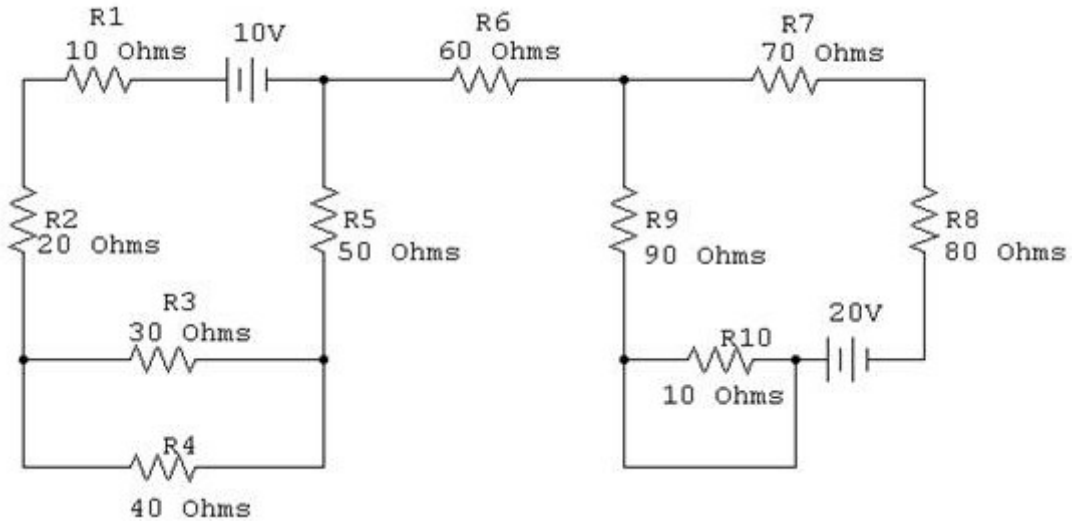 R1
10 Ohms
10V
R6
60 Ohms
R7
70 Ohms
R2
20 Ohms
R5
50 Ohms
R9
90 Ohms
R8
80 Ohms
R3
30 Ohms
20V
R10
10 Ohms
R4
40 Ohms